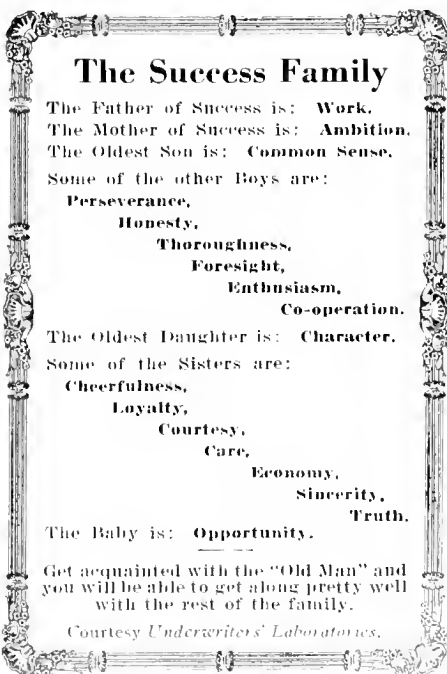 The Success Family
The Father of Success is: Work.
The Mother of Success is: Ambition.
The Oldest Son is: Common Sense.
Some of the other Boys are:
Perseverance,
Honesty,
Thoroughness,
Foresight,
Enthusiasm,
Co-operation.
The Oldest Daughter is: Character.
Some of the Sisters are:
Cheerfulness,
Loyalty,
Courtesy,
Care,
Economy,
Sincerity,
Truth.
The Baby is: Opportunity.
Get acquainted with the "Old Man" and
you will be able to get along pretty well
with the rest of the family.
Courtesy Underwriters' Laboratories.